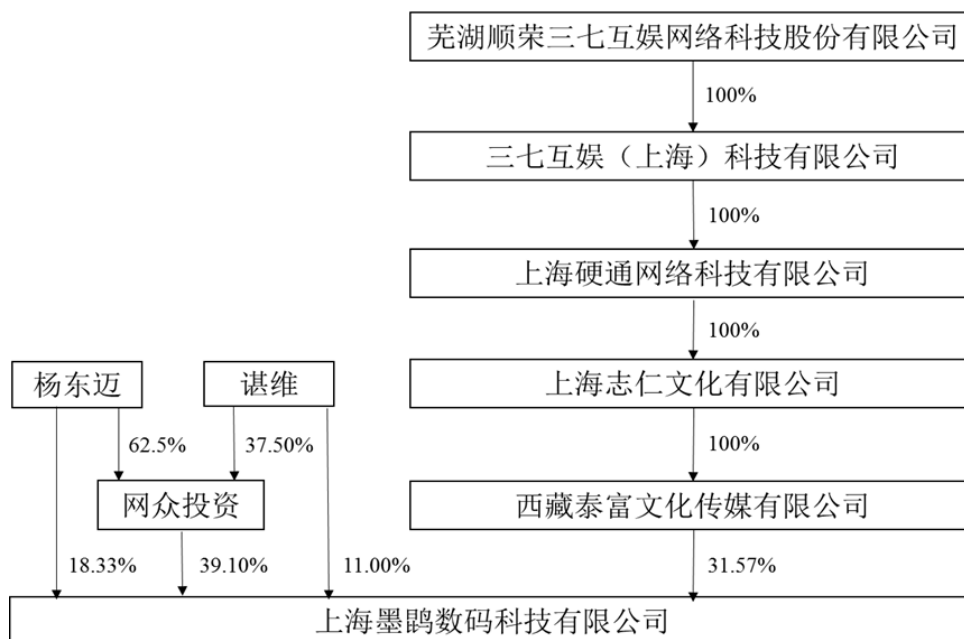 芜湖顺荣三七互娱网络科技股份有限公司
100%
三七互娱（上海）科技有限公司
100%
上海硬通网络科技有限公司
100%
杨东迈
谌维
上海志仁文化有限公司
62.5%
37.50%
100%
网众投资
西藏泰富文化传媒有限公司
18.33%
39.10%
11.00%
31.57%
上海墨鹍数码科技有限公司